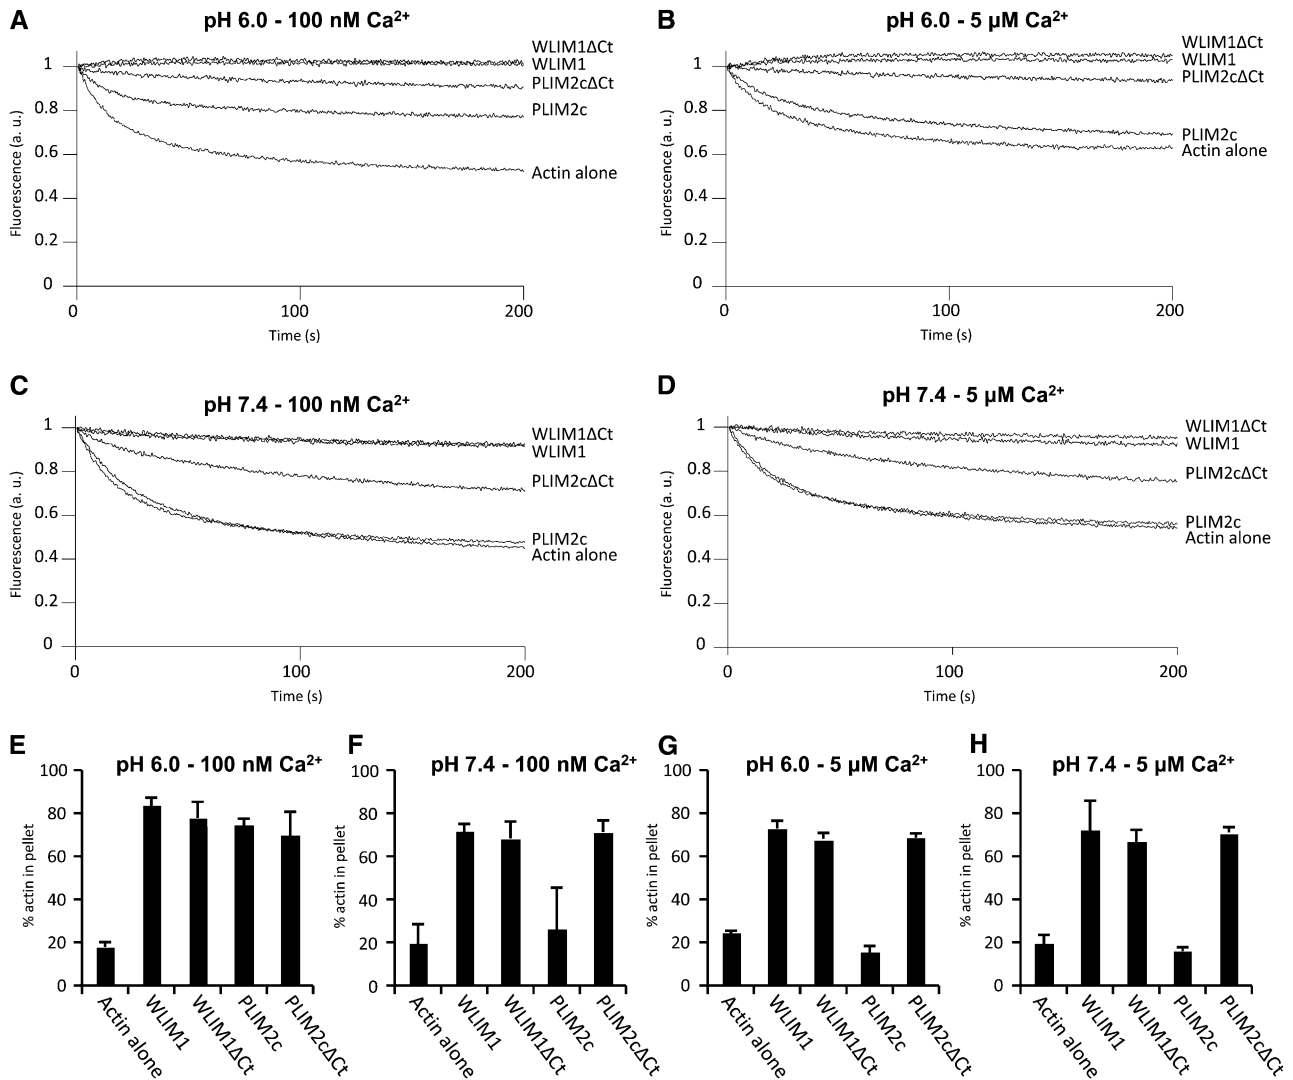 A
pH 6.0 - 100 nM Ca²⁺
Fluorescence (a. u.)
1
0.8
0.6
0.4
0.2
0
0
100
200
Time (s)
WLIM1ΔCt
WLIM1
PLIM2cΔCt
PLIM2c
Actin alone
B
pH 6.0 - 5 µM Ca²⁺
Fluorescence (a. u.)
1
0.8
0.6
0.4
0.2
0
0
100
200
Time (s)
WLIM1ΔCt
WLIM1
PLIM2cΔCt
PLIM2c
Actin alone
C
pH 7.4 - 100 nM Ca²⁺
Fluorescence (a. u.)
1
0.8
0.6
0.4
0.2
0
0
100
200
Time (s)
WLIM1ΔCt
WLIM1
PLIM2cΔCt
PLIM2c
Actin alone
D
pH 7.4 - 5 µM Ca²⁺
Fluorescence (a. u.)
1
0.8
0.6
0.4
0.2
0
0
100
200
Time (s)
WLIM1ΔCt
WLIM1
PLIM2cΔCt
PLIM2c
Actin alone
E
pH 6.0 - 100 nM Ca²⁺
% actin in pellet
100
80
60
40
20
0
Actin alone
WLIM1
WLIM1ΔCt
PLIM2c
PLIM2cΔCt
F
pH 7.4 - 100 nM Ca²⁺
% actin in pellet
100
80
60
40
20
0
Actin alone
WLIM1
WLIM1ΔCt
PLIM2c
PLIM2cΔCt
G
pH 6.0 - 5 µM Ca²⁺
% actin in pellet
100
80
60
40
20
0
Actin alone
WLIM1
WLIM1ΔCt
PLIM2c
PLIM2cΔCt
H
pH 7.4 - 5 µM Ca²⁺
% actin in pellet
100
80
60
40
20
0
Actin alone
WLIM1
WLIM1ΔCt
PLIM2c
PLIM2cΔCt